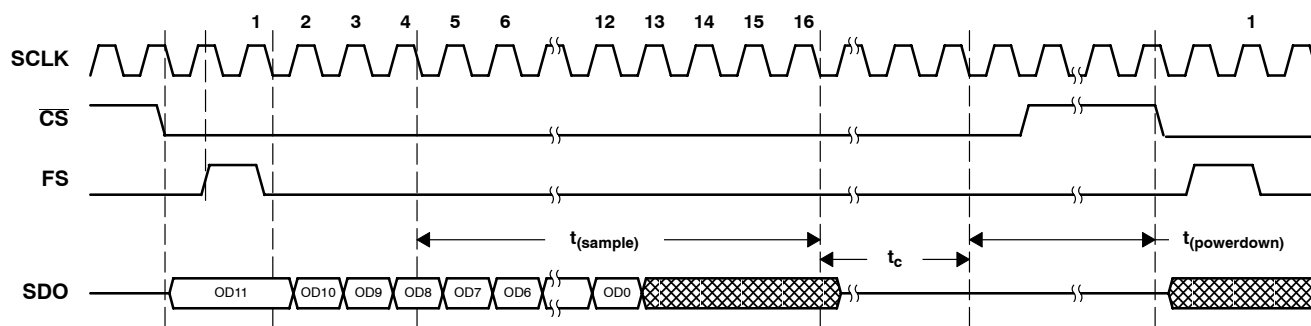 1 2 3 4 5 6 12 13 14 15 16 1
SCLK
CS
FS
t(sample)
t(powerdown)
tc
SDO
OD11 OD10 OD9 OD8 OD7 OD6 OD0